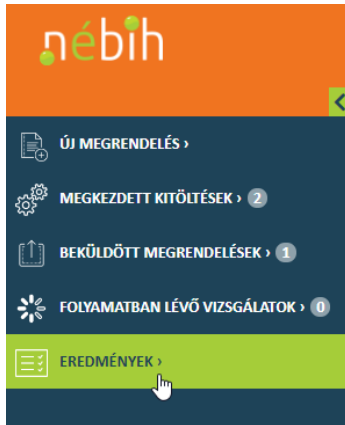 nébih
ÚJ MEGRENDELÉS ›
MEGKEZDETT KITÖLTÉSEK › 2
BEKÜLDÖTT MEGRENDELÉSEK › 1
FOLYAMATBAN LÉVŐ VIZSGÁLATOK › 0
EREDMÉNYEK ›